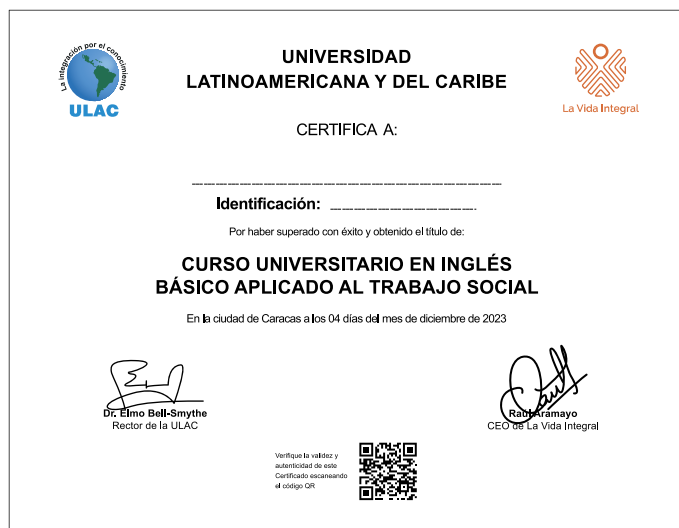 La integración por el conocimiento
ULAC
UNIVERSIDAD
LATINOAMERICANA Y DEL CARIBE
La Vida Integral
CERTIFICA A:
Identificación:
Por haber superado con éxito y obtenido el título de:
CURSO UNIVERSITARIO EN INGLÉS
BÁSICO APLICADO AL TRABAJO SOCIAL
En la ciudad de Caracas a los 04 días del mes de diciembre de 2023
Dr. Elmo Bell-Smythe
Rector de la ULAC
Raúl Aramayo
CEO de La Vida Integral
Verifique la validez y
autenticidad de este
Certificado escaneando
el código QR